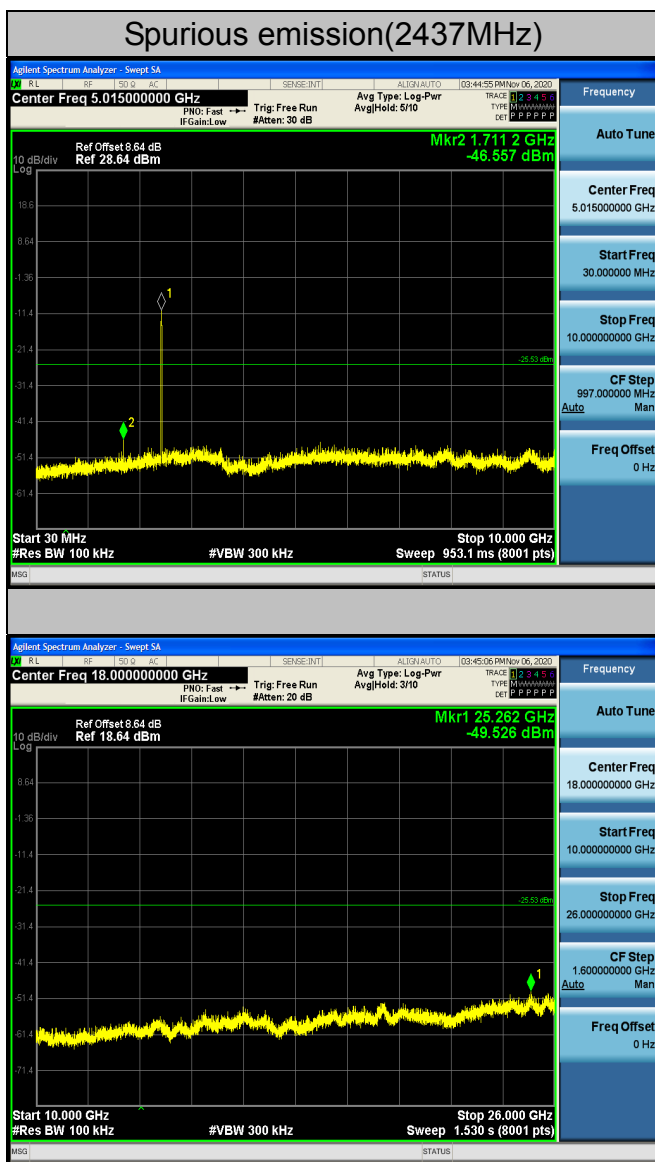 Spurious emission(2437MHz)
Agilent Spectrum Analyzer - Swept SA
LXI RL RF 50 Ω AC SENSE:INT ALIGN AUTO 03:44:55 PM Nov 06, 2020
Center Freq 5.015000000 GHz
PNO: Fast
IFGain:Low
Trig: Free Run
#Atten: 30 dB
Avg Type: Log-Pwr
Avg|Hold: 5/10
TRACE 1 2 3 4 5 6
TYPE MWWWWW
DET P P P P P P
Mkr2 1.711 2 GHz
-46.557 dBm
Ref Offset 8.64 dB
Ref 28.64 dBm
10 dB/div
Log
18.6
8.64
-1.36
-11.4
-21.4
-31.4
-41.4
-51.4
-61.4
1
2
-25.53 dBm
Start 30 MHz
Stop 10.000 GHz
#Res BW 100 kHz #VBW 300 kHz Sweep 953.1 ms (8001 pts)
MSG STATUS
Frequency
Auto Tune
Center Freq
5.015000000 GHz
Start Freq
30.000000 MHz
Stop Freq
10.000000000 GHz
CF Step
997.000000 MHz
Auto Man
Freq Offset
0 Hz
Agilent Spectrum Analyzer - Swept SA
LXI RL RF 50 Ω AC SENSE:INT ALIGN AUTO 03:45:06 PM Nov 06, 2020
Center Freq 18.000000000 GHz
PNO: Fast
IFGain:Low
Trig: Free Run
#Atten: 20 dB
Avg Type: Log-Pwr
Avg|Hold: 3/10
TRACE 1 2 3 4 5 6
TYPE MWWWWW
DET P P P P P P
Mkr1 25.262 GHz
-49.526 dBm
Ref Offset 8.64 dB
Ref 18.64 dBm
10 dB/div
Log
8.64
-1.36
-11.4
-21.4
-31.4
-41.4
-51.4
-61.4
-71.4
-25.53 dBm
1
Start 10.000 GHz
Stop 26.000 GHz
#Res BW 100 kHz #VBW 300 kHz Sweep 1.530 s (8001 pts)
MSG STATUS
Frequency
Auto Tune
Center Freq
18.000000000 GHz
Start Freq
10.000000000 GHz
Stop Freq
26.000000000 GHz
CF Step
1.600000000 GHz
Auto Man
Freq Offset
0 Hz